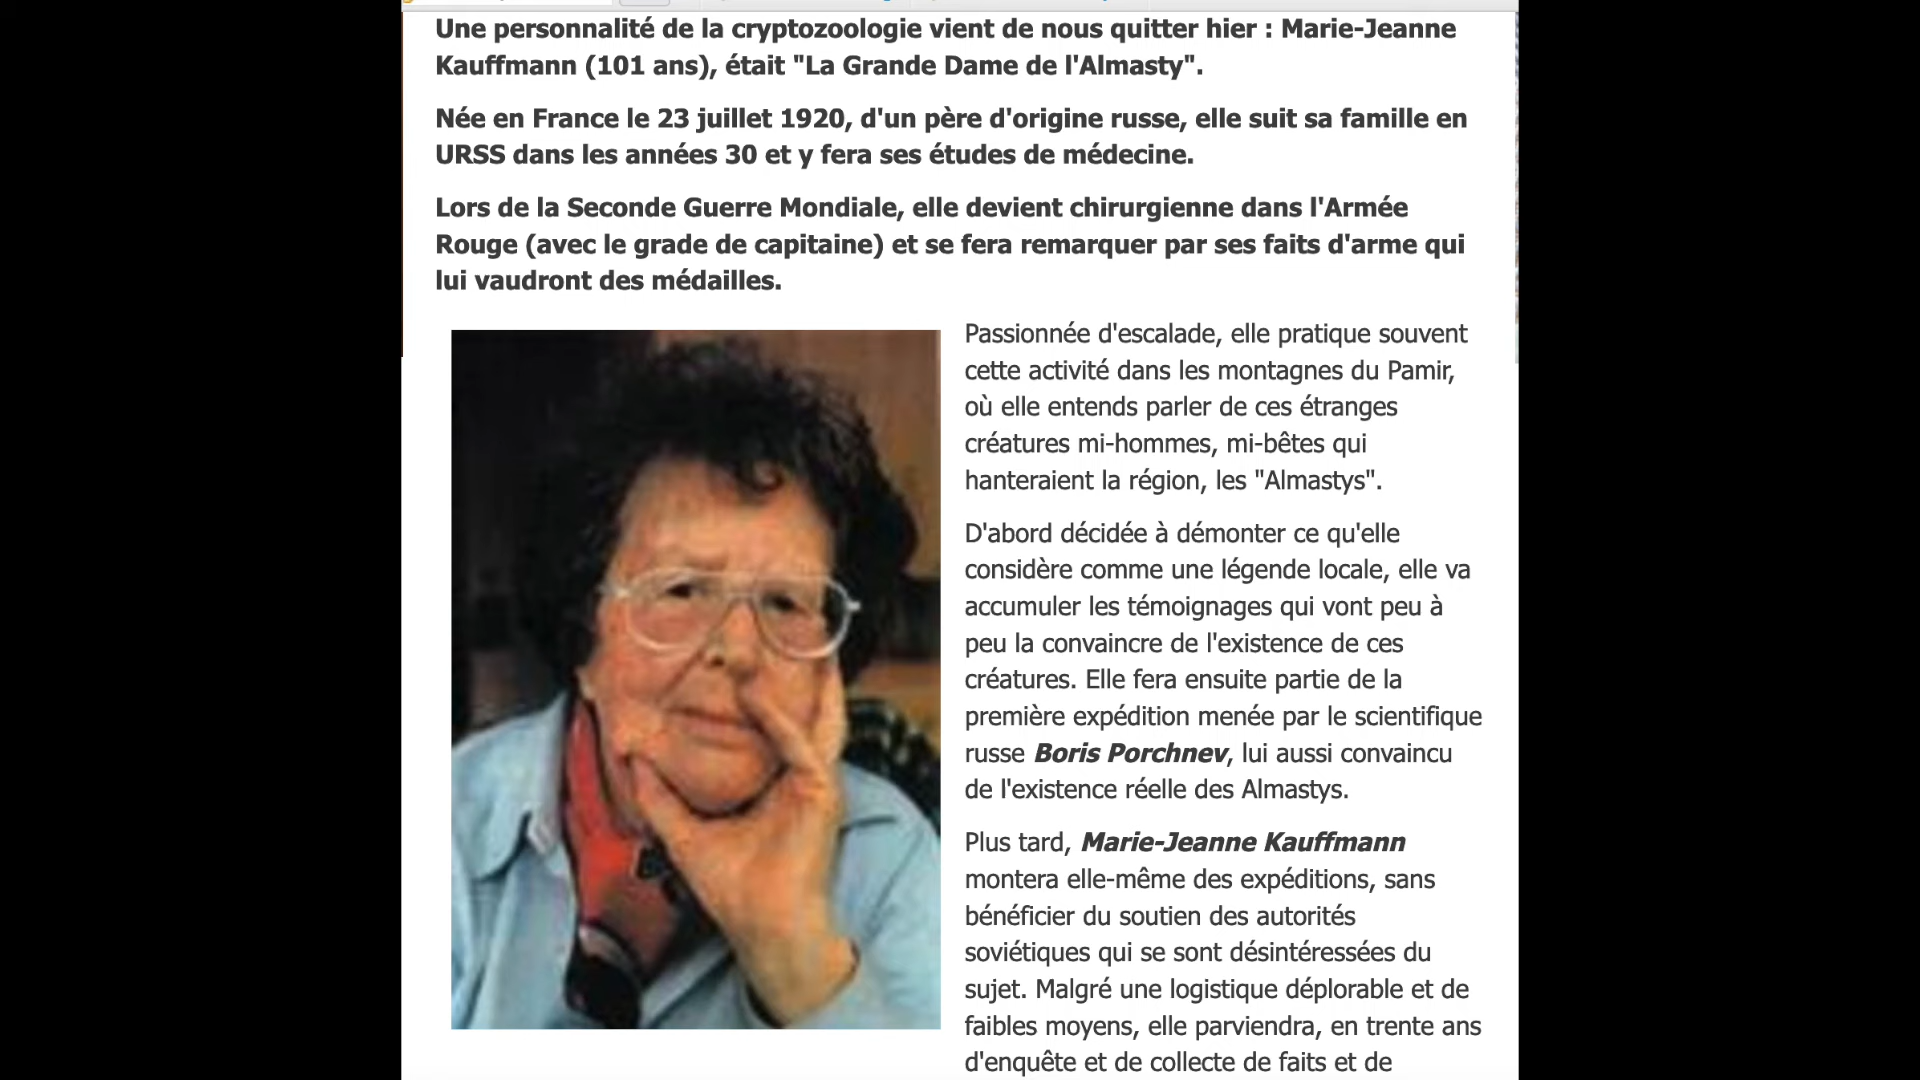 Une personnalité de la cryptozoologie vient de nous quitter hier : Marie-Jeanne
Kauffmann (101 ans), était "La Grande Dame de l'Almasty".
Née en France le 23 juillet 1920, d'un père d'origine russe, elle suit sa famille en
URSS dans les années 30 et y fera ses études de médecine.
Lors de la Seconde Guerre Mondiale, elle devient chirurgienne dans l'Armée
Rouge (avec le grade de capitaine) et se fera remarquer par ses faits d'arme qui
lui vaudront des médailles.
Passionnée d'escalade, elle pratique souvent
cette activité dans les montagnes du Pamir,
où elle entends parler de ces étranges
créatures mi-hommes, mi-bêtes qui
hanteraient la région, les "Almastys".
D'abord décidée à démonter ce qu'elle
considère comme une légende locale, elle va
accumuler les témoignages qui vont peu à
peu la convaincre de l'existence de ces
créatures. Elle fera ensuite partie de la
première expédition menée par le scientifique
russe Boris Porchnev, lui aussi convaincu
de l'existence réelle des Almastys.
Plus tard, Marie-Jeanne Kauffmann
montera elle-même des expéditions, sans
bénéficier du soutien des autorités
soviétiques qui se sont désintéressées du
sujet. Malgré une logistique déplorable et de
faibles moyens, elle parviendra, en trente ans
d'enquête et de collecte de faits et de